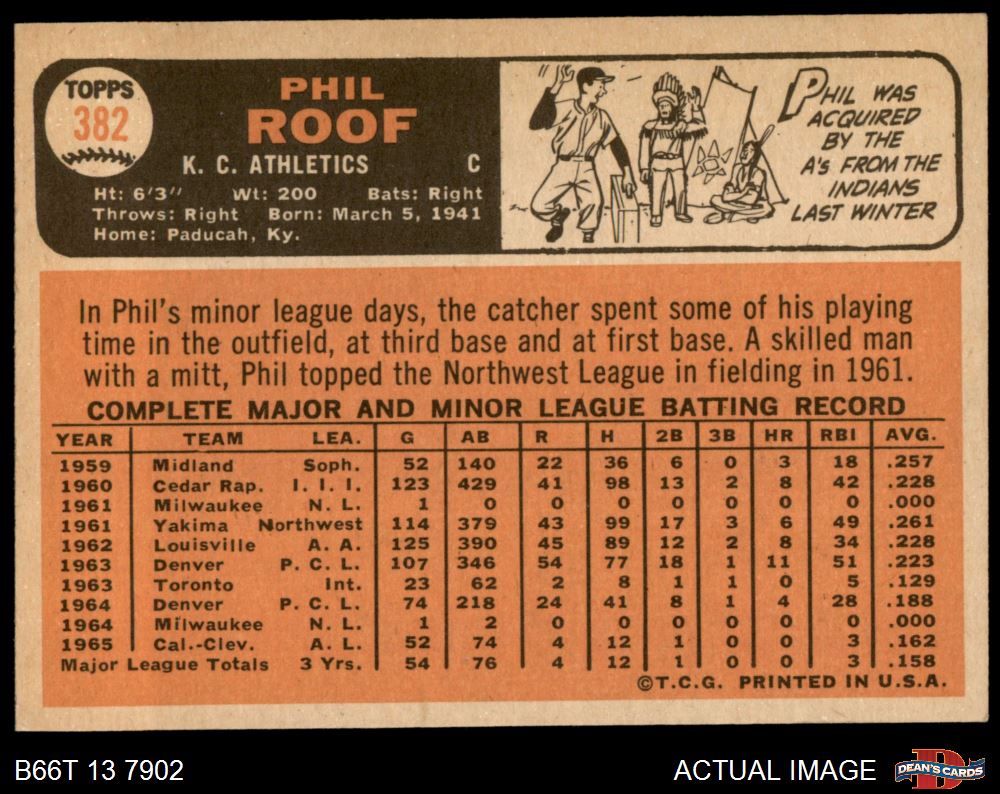 TOPPS
382
PHIL
ROOF
K. C. ATHLETICS C
Ht: 6'3" Wt: 200 Bats: Right
Throws: Right Born: March 5, 1941
Home: Paducah, Ky.
PHIL WAS
ACQUIRED
BY THE
A's FROM THE
INDIANS
LAST WINTER
In Phil's minor league days, the catcher spent some of his playing
time in the outfield, at third base and at first base. A skilled man
with a mitt, Phil topped the Northwest League in fielding in 1961.
COMPLETE MAJOR AND MINOR LEAGUE BATTING RECORD
YEAR TEAM LEA. G AB R H 2B 3B HR RBI AVG.
1959 Midland Soph. 52 140 22 36 6 0 3 18 .257
1960 Cedar Rap. I. I. I. 123 429 41 98 13 2 8 42 .228
1961 Milwaukee N. L. 1 0 0 0 0 0 0 0 .000
1961 Yakima Northwest 114 379 43 99 17 3 6 49 .261
1962 Louisville A. A. 125 390 45 89 12 2 8 34 .228
1963 Denver P. C. L. 107 346 54 77 18 1 11 51 .223
1963 Toronto Int. 23 62 2 8 1 1 0 5 .129
1964 Denver P. C. L. 74 218 24 41 8 1 4 28 .188
1964 Milwaukee N. L. 1 2 0 0 0 0 0 0 .000
1965 Cal.-Clev. A. L. 52 74 4 12 1 0 0 3 .162
Major League Totals 3 Yrs. 54 76 4 12 1 0 0 3 .158
©T.C.G. PRINTED IN U.S.A.
B66T 13 7902
ACTUAL IMAGE
DEAN'S CARDS